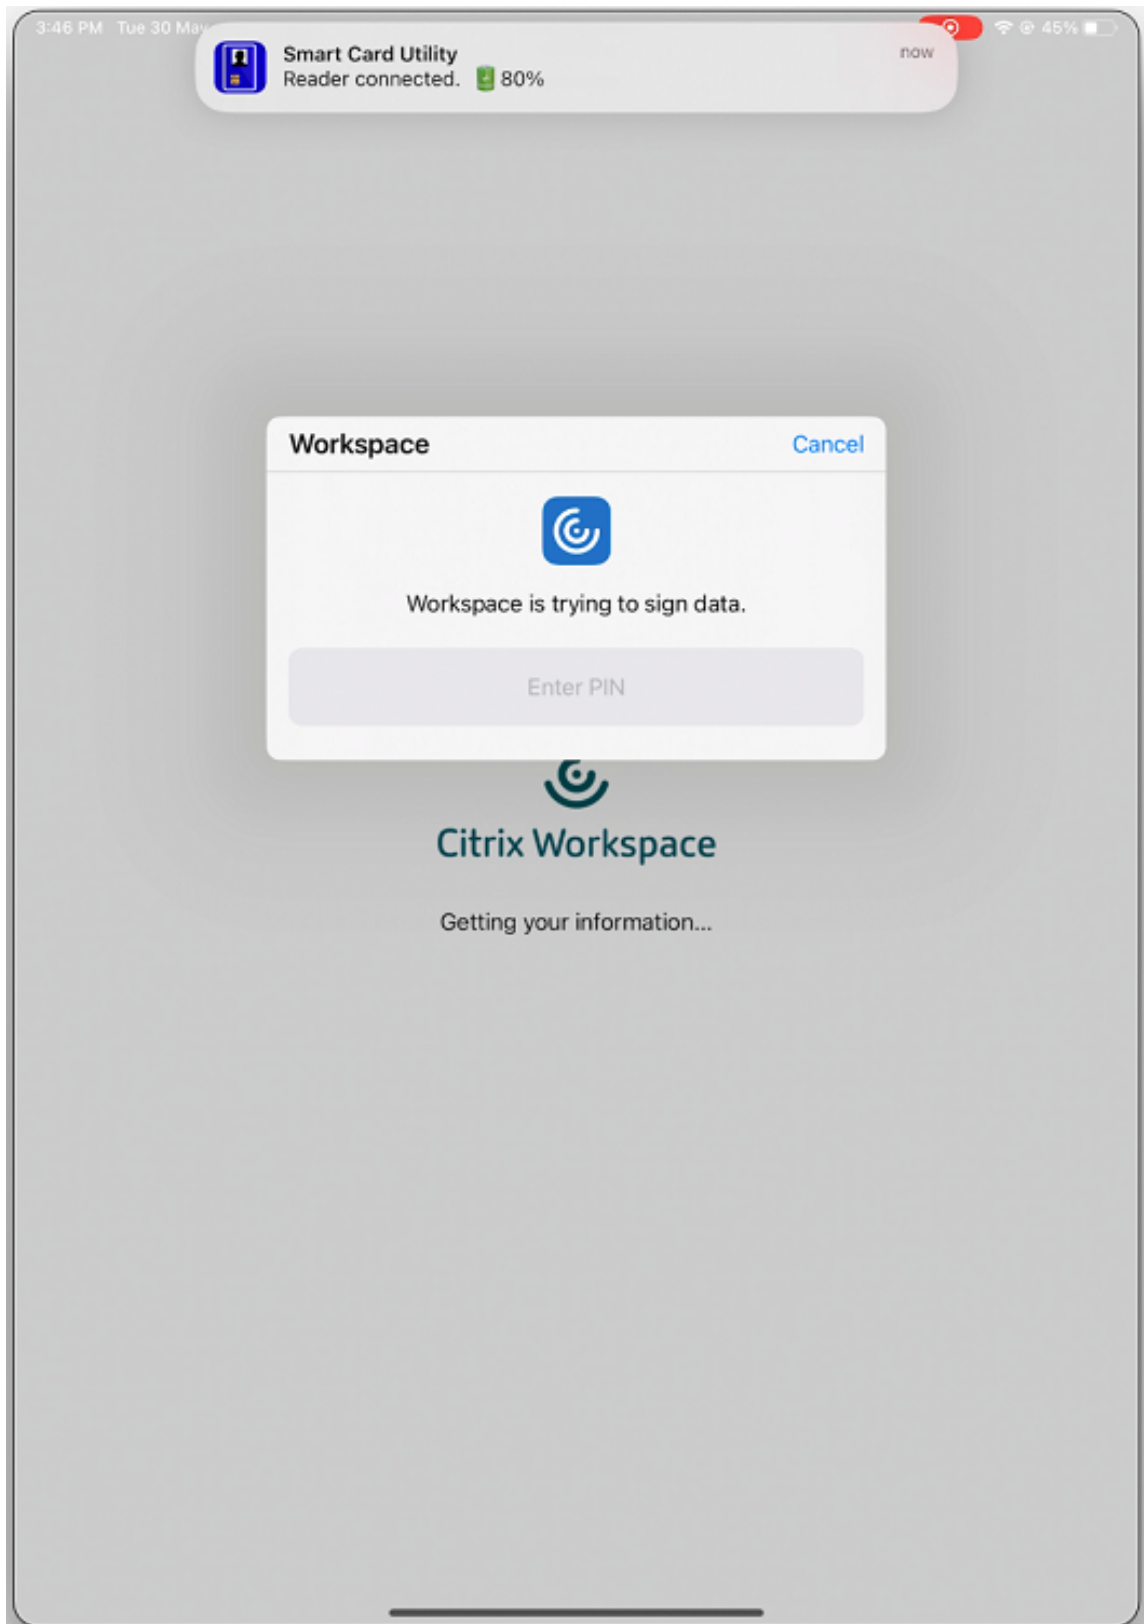 3:46 PM Tue 30 May
45%
Smart Card Utility
now
Reader connected. 80%
Workspace
Cancel
Workspace is trying to sign data.
Enter PIN
Citrix Workspace
Getting your information...